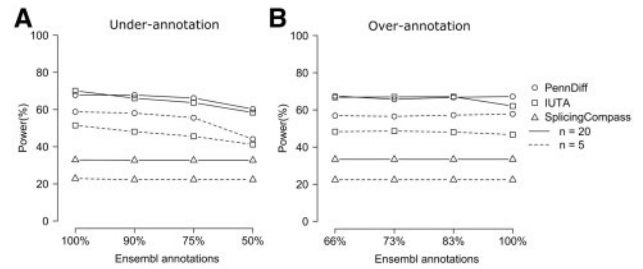 A
Under-annotation
100
80
60
40
20
0
Power(%)
100%
90%
75%
50%
Ensembl annotations
B
Over-annotation
100
80
60
40
20
0
Power(%)
66%
73%
83%
100%
Ensembl annotations
PennDiff
IUTA
SplicingCompass
n = 20
n = 5